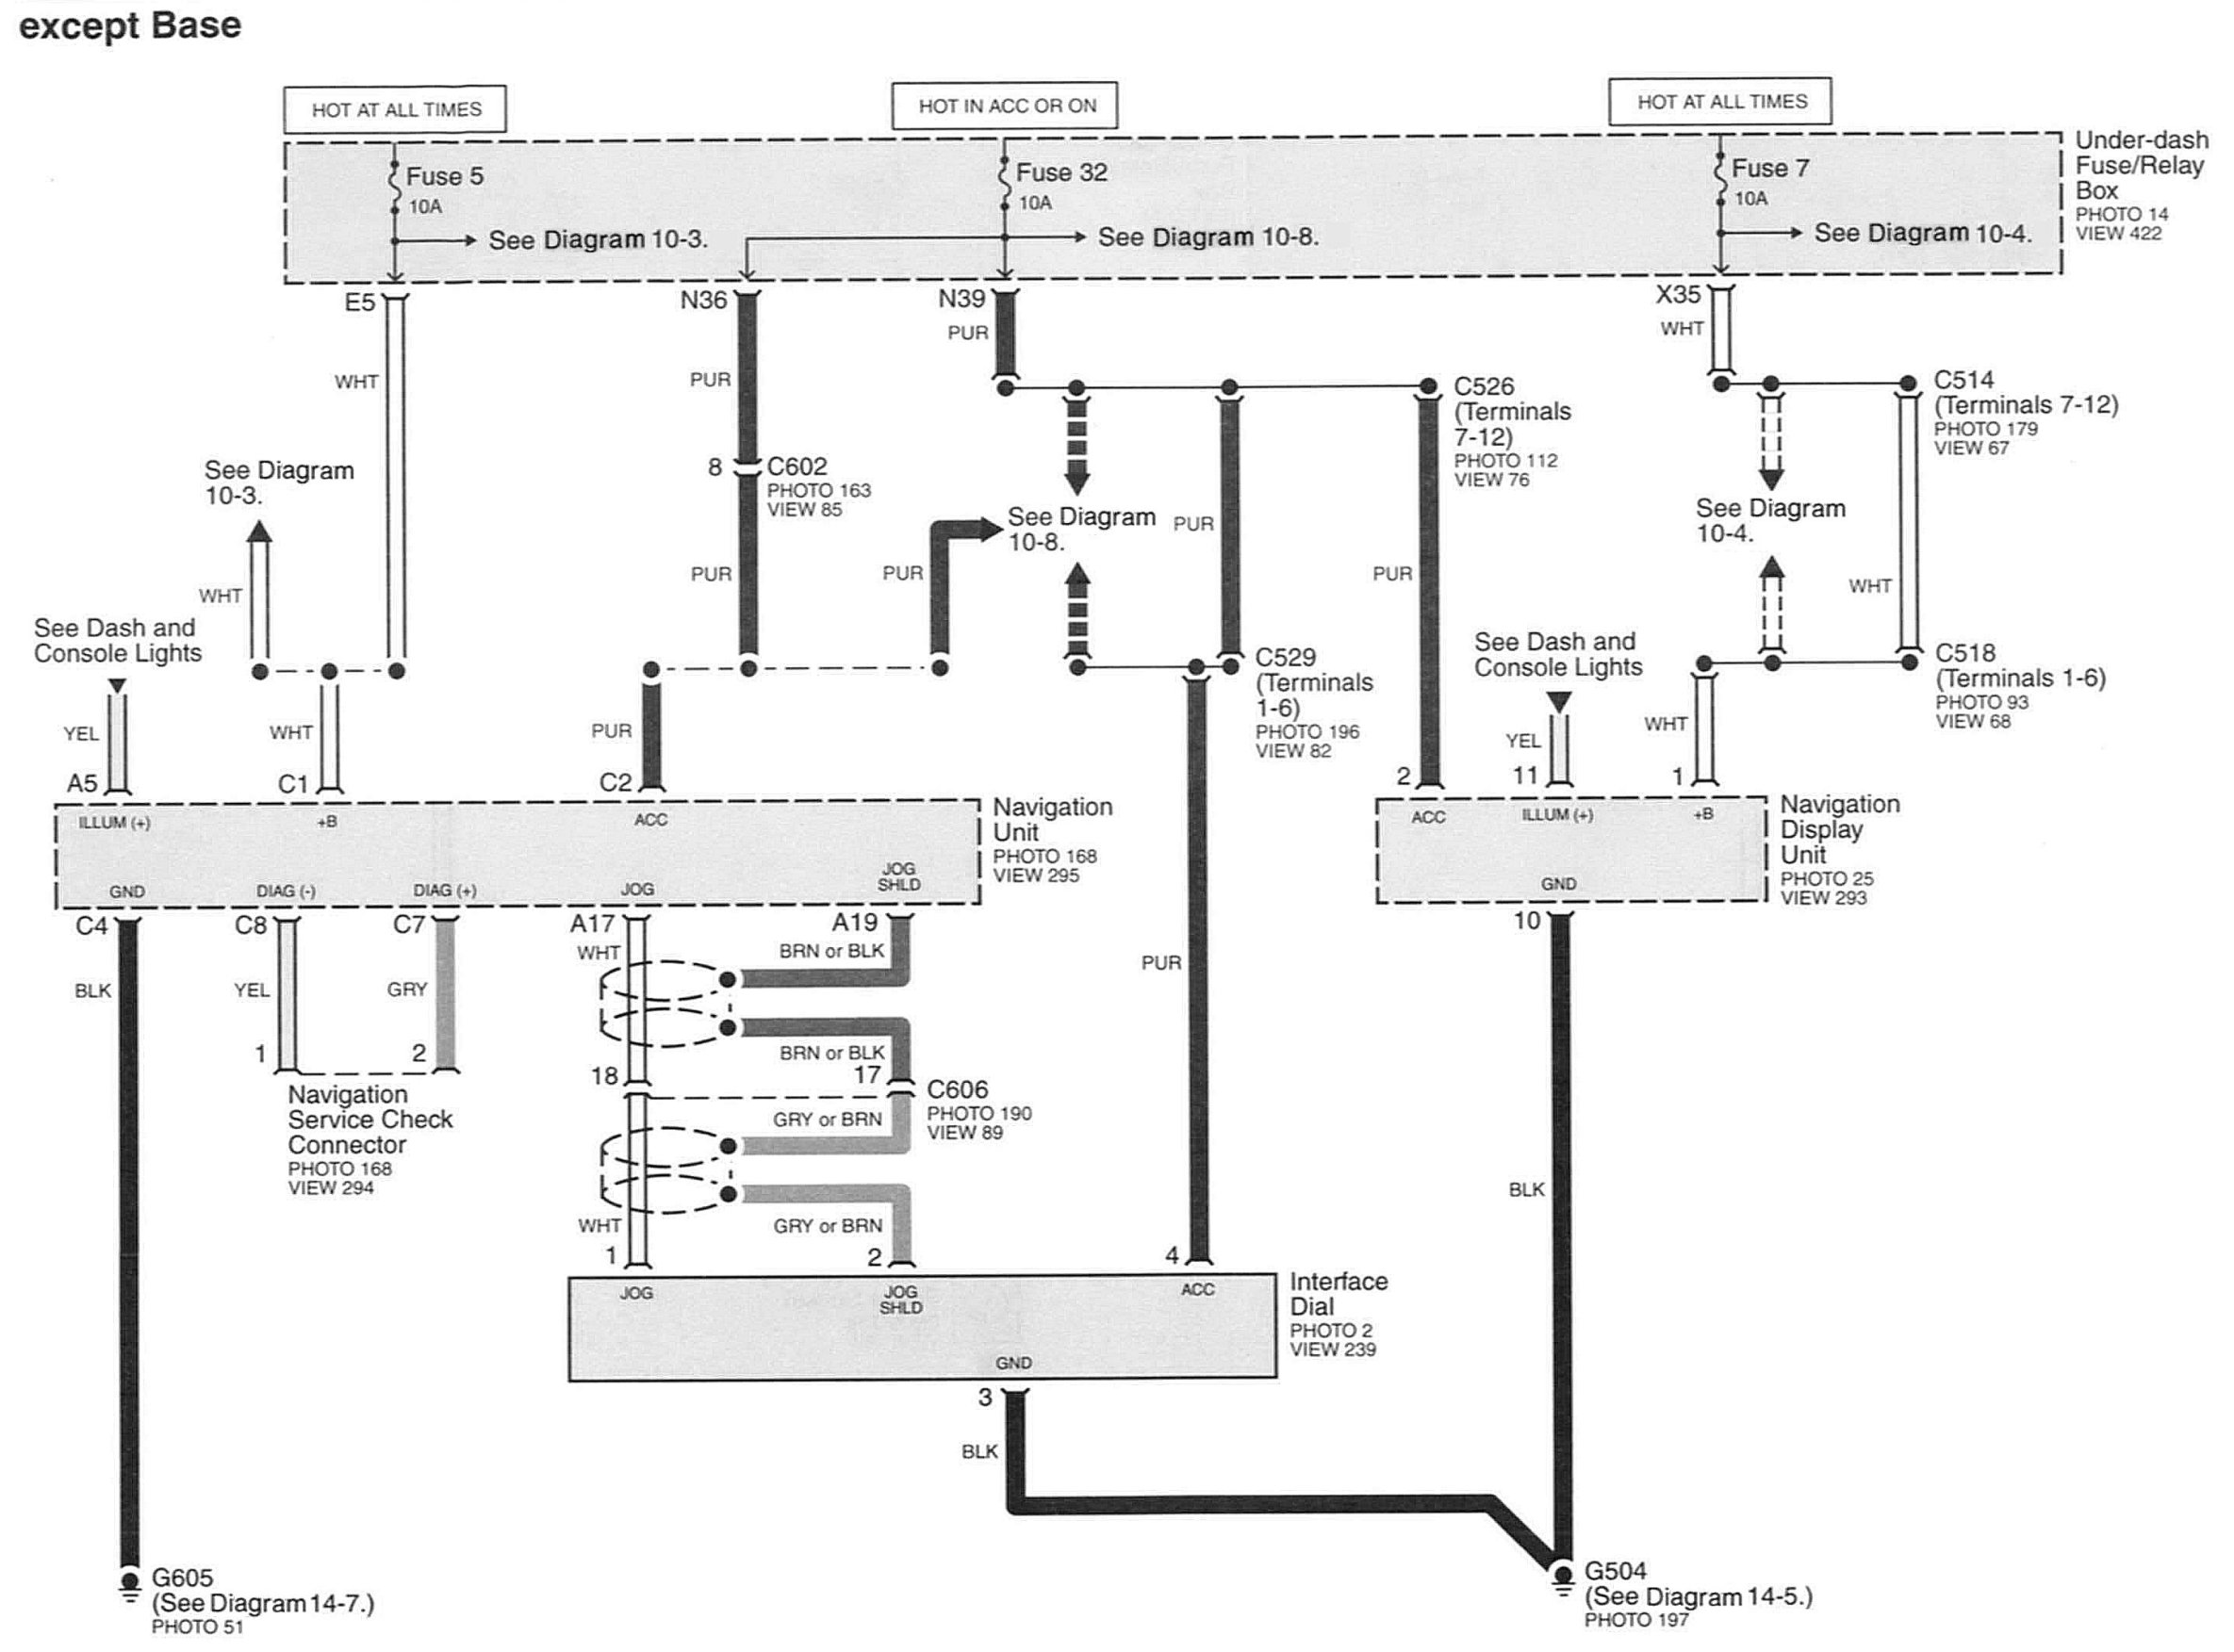 except Base
HOT AT ALL TIMES
HOT IN ACC OR ON
HOT AT ALL TIMES
Fuse 5
10A
See Diagram 10-3.
Fuse 32
10A
See Diagram 10-8.
Fuse 7
10A
See Diagram 10-4.
Under-dash
Fuse/Relay
Box
PHOTO 14
VIEW 422
E5
N36
N39
X35
WHT
PUR
PUR
WHT
C526
(Terminals
7-12)
PHOTO 112
VIEW 76
C514
(Terminals 7-12)
PHOTO 179
VIEW 67
See Diagram
10-3.
8
C602
PHOTO 163
VIEW 85
See Diagram
10-8.
PUR
See Diagram
10-4.
WHT
PUR
PUR
PUR
WHT
See Dash and
Console Lights
C529
(Terminals
1-6)
PHOTO 196
VIEW 82
See Dash and
Console Lights
C518
(Terminals 1-6)
PHOTO 93
VIEW 68
YEL
WHT
PUR
YEL
WHT
A5
C1
C2
2
11
1
ILLUM (+)
+B
ACC
JOG
SHLD
GND
DIAG (-)
DIAG (+)
JOG
Navigation
Unit
PHOTO 168
VIEW 295
ACC
ILLUM (+)
+B
GND
Navigation
Display
Unit
PHOTO 25
VIEW 293
C4
C8
C7
A17
A19
10
WHT
BRN or BLK
BLK
YEL
GRY
PUR
1
2
BRN or BLK
18
17
C606
PHOTO 190
VIEW 89
Navigation
Service Check
Connector
PHOTO 168
VIEW 294
GRY or BRN
BLK
WHT
GRY or BRN
1
2
4
JOG
JOG
SHLD
ACC
GND
Interface
Dial
PHOTO 2
VIEW 239
3
BLK
G605
(See Diagram 14-7.)
PHOTO 51
G504
(See Diagram 14-5.)
PHOTO 197